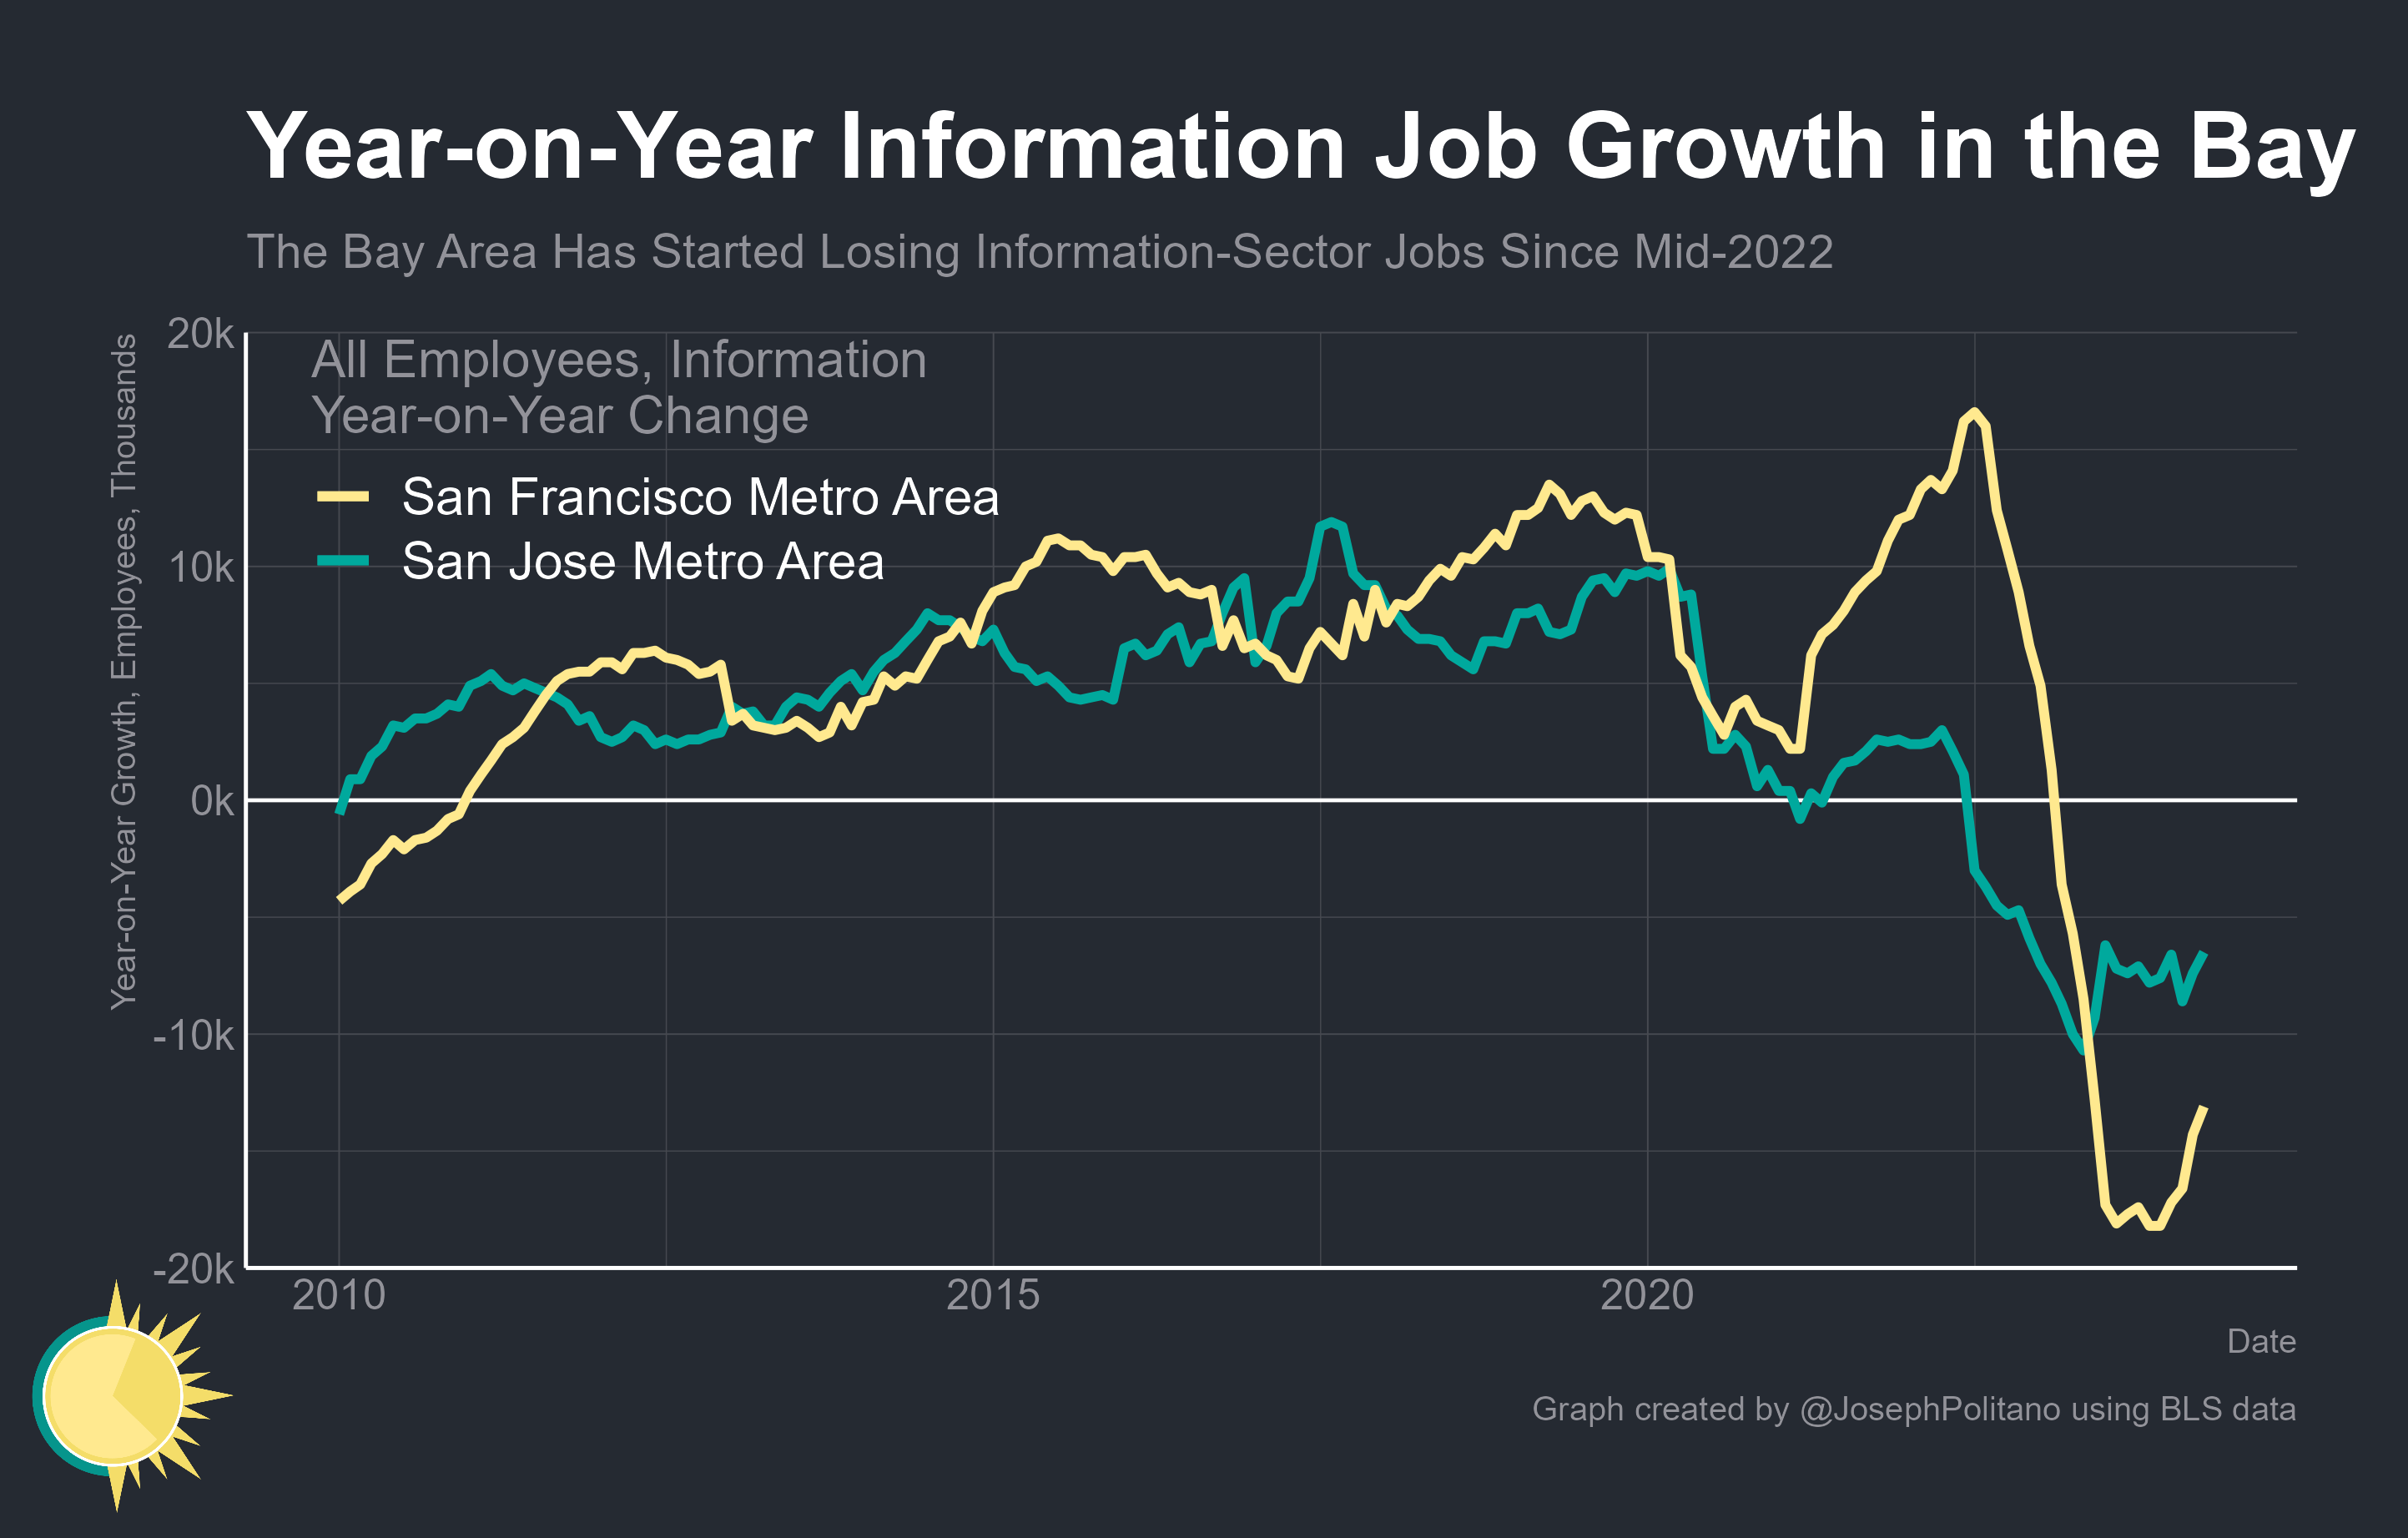 Year-on-Year Information Job Growth in the Bay
The Bay Area Has Started Losing Information-Sector Jobs Since Mid-2022
Year-on-Year Growth, Employees, Thousands
20k
10k
0k
-10k
-20k
All Employees, Information
Year-on-Year Change
San Francisco Metro Area
San Jose Metro Area
2010
2015
2020
Date
Graph created by @JosephPolitano using BLS data